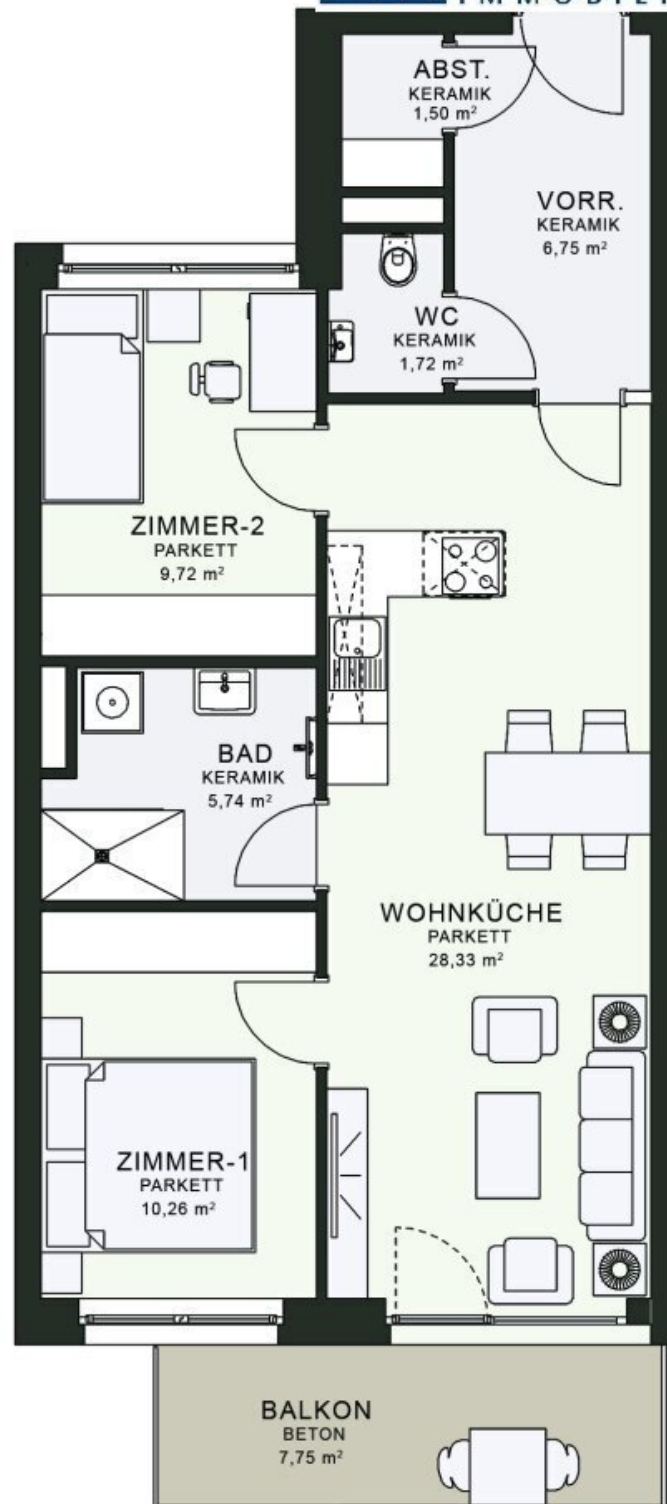 ABST.
KERAMIK
1,50 m²
VORR.
KERAMIK
6,75 m²
WC
KERAMIK
1,72 m²
ZIMMER-2
PARKETT
9,72 m²
BAD
KERAMIK
5,74 m²
WOHNKÜCHE
PARKETT
28,33 m²
ZIMMER-1
PARKETT
10,26 m²
BALKON
BETON
7,75 m²